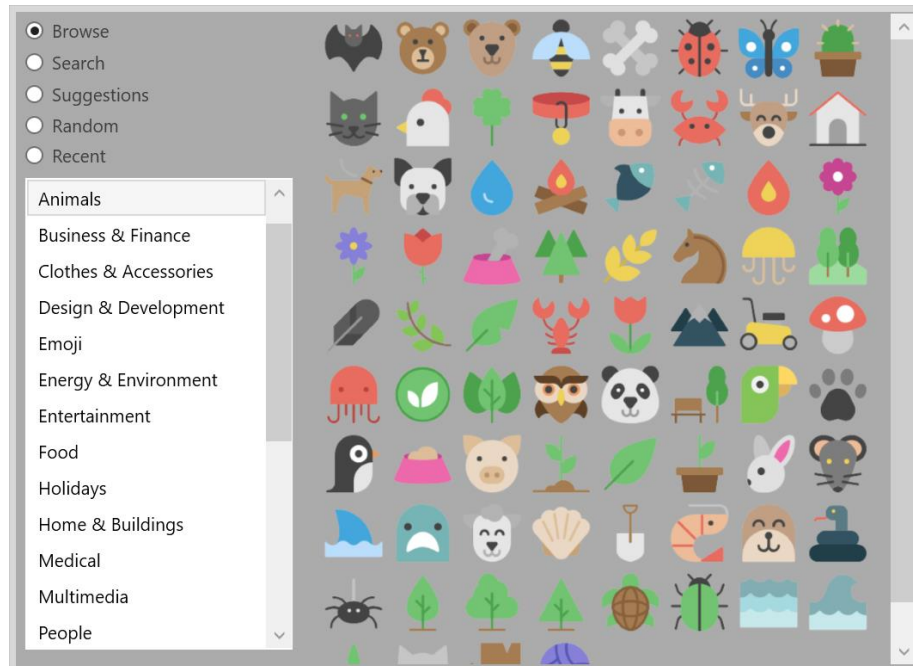 Browse
Search
Suggestions
Random
Recent
Animals
Business & Finance
Clothes & Accessories
Design & Development
Emoji
Energy & Environment
Entertainment
Food
Holidays
Home & Buildings
Medical
Multimedia
People